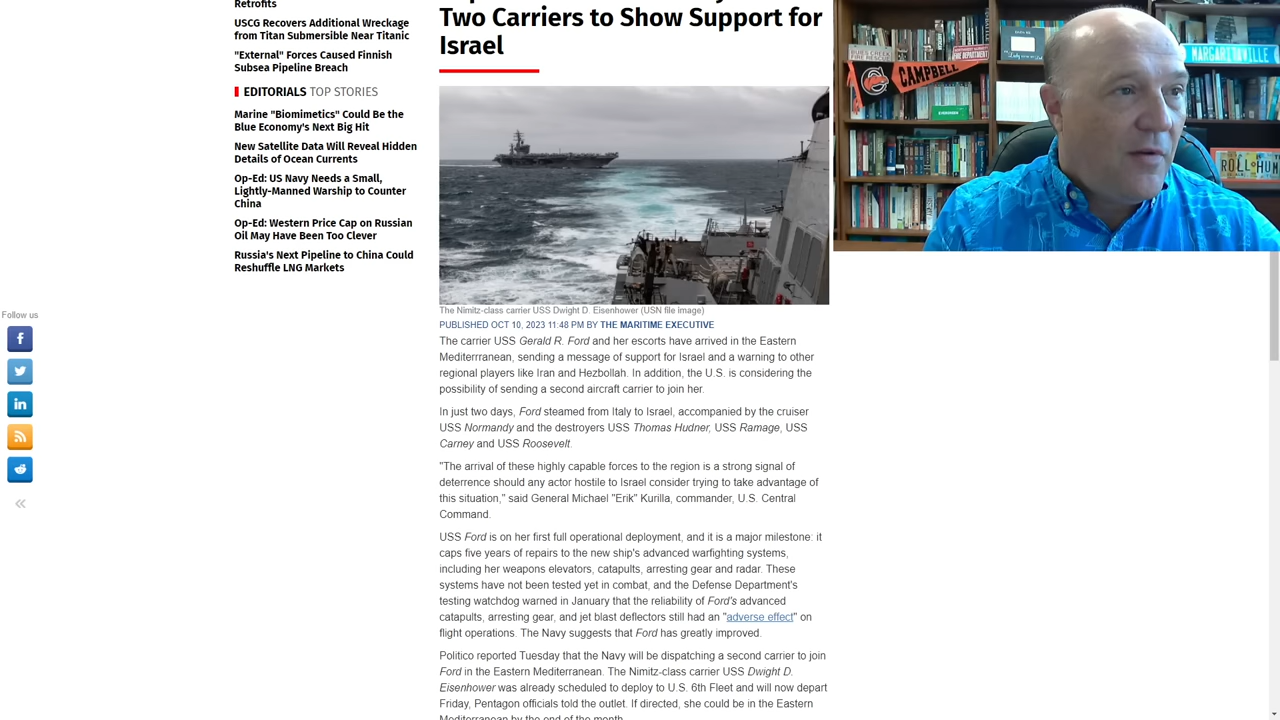 Retrofits
USCG Recovers Additional Wreckage
from Titan Submersible Near Titanic
"External" Forces Caused Finnish
Subsea Pipeline Breach
EDITORIALS TOP STORIES
Marine "Biomimetics" Could Be the
Blue Economy's Next Big Hit
New Satellite Data Will Reveal Hidden
Details of Ocean Currents
Op-Ed: US Navy Needs a Small,
Lightly-Manned Warship to Counter
China
Op-Ed: Western Price Cap on Russian
Oil May Have Been Too Clever
Russia's Next Pipeline to China Could
Reshuffle LNG Markets
Follow us
Two Carriers to Show Support for
Israel
The Nimitz-class carrier USS Dwight D. Eisenhower (USN file image)
PUBLISHED OCT 10, 2023 11:48 PM BY THE MARITIME EXECUTIVE
The carrier USS Gerald R. Ford and her escorts have arrived in the Eastern
Mediterrranean, sending a message of support for Israel and a warning to other
regional players like Iran and Hezbollah. In addition, the U.S. is considering the
possibility of sending a second aircraft carrier to join her.
In just two days, Ford steamed from Italy to Israel, accompanied by the cruiser
USS Normandy and the destroyers USS Thomas Hudner, USS Ramage, USS
Carney and USS Roosevelt.
"The arrival of these highly capable forces to the region is a strong signal of
deterrence should any actor hostile to Israel consider trying to take advantage of
this situation," said General Michael "Erik" Kurilla, commander, U.S. Central
Command.
USS Ford is on her first full operational deployment, and it is a major milestone: it
caps five years of repairs to the new ship's advanced warfighting systems,
including her weapons elevators, catapults, arresting gear and radar. These
systems have not been tested yet in combat, and the Defense Department's
testing watchdog warned in January that the reliability of Ford's advanced
catapults, arresting gear, and jet blast deflectors still had an "adverse effect" on
flight operations. The Navy suggests that Ford has greatly improved.
Politico reported Tuesday that the Navy will be dispatching a second carrier to join
Ford in the Eastern Mediterranean. The Nimitz-class carrier USS Dwight D.
Eisenhower was already scheduled to deploy to U.S. 6th Fleet and will now depart
Friday, Pentagon officials told the outlet. If directed, she could be in the Eastern
Mediterranean by the end of the month.
CAMPBELL
MARGARITAVILLE
EVERGREEN
ROLL HUM